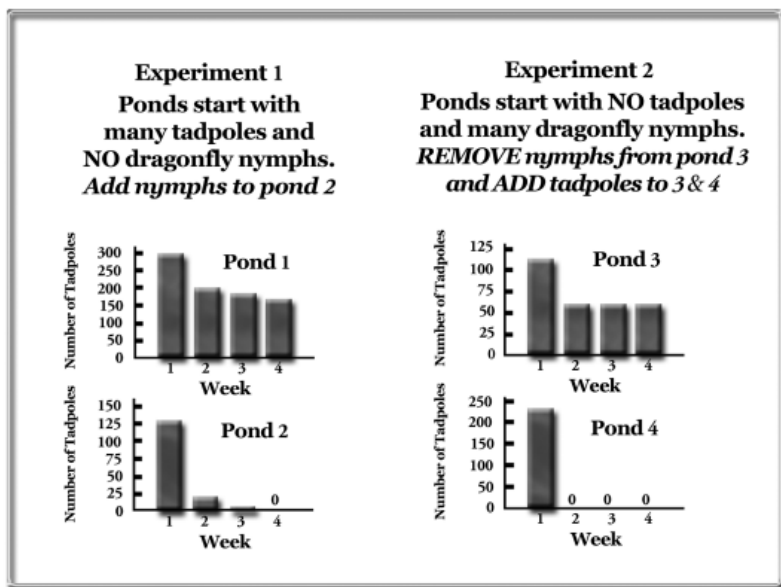 Experiment 1
Ponds start with
many tadpoles and
NO dragonfly nymphs.
Add nymphs to pond 2
Number of Tadpoles
300
250
200
150
100
50
0
Pond 1
1 2 3 4
Week
Number of Tadpoles
150
125
100
75
50
25
0
Pond 2
0
1 2 3 4
Week
Experiment 2
Ponds start with NO tadpoles
and many dragonfly nymphs.
REMOVE nymphs from pond 3
and ADD tadpoles to 3 & 4
Number of Tadpoles
125
100
75
50
25
0
Pond 3
1 2 3 4
Week
Number of Tadpoles
250
200
150
100
50
0
Pond 4
0 0 0
1 2 3 4
Week